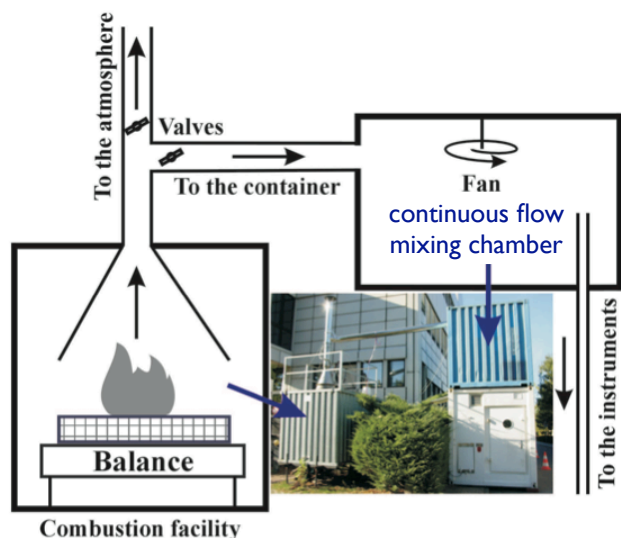 To the atmosphere
Valves
To the container
Fan
continuous flow
mixing chamber
Balance
To the instruments
Combustion facility